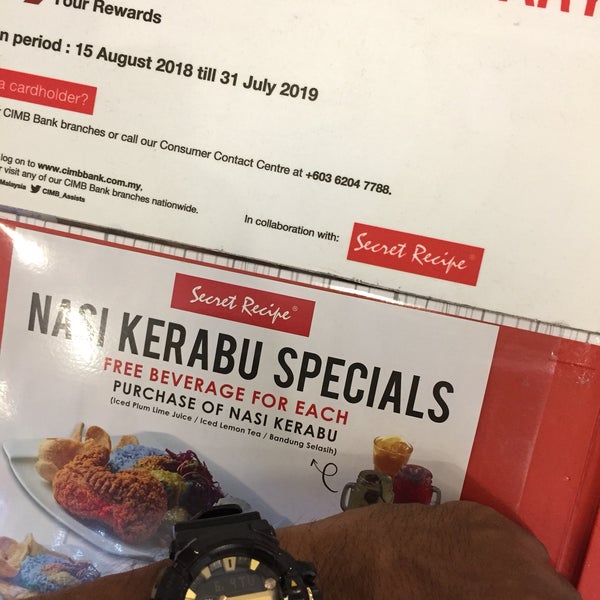 Your Rewards
n period : 15 August 2018 till 31 July 2019
a cardholder?
CIMB Bank branches or call our Consumer Contact Centre at +603 6204 7788.
log on to www.cimbbank.com.my,
r visit any of our CIMB Bank branches nationwide.
Malaysia CIMB_Assists
In collaboration with:
Secret Recipe®
Secret Recipe®
NASI KERABU SPECIALS
FREE BEVERAGE FOR EACH
PURCHASE OF NASI KERABU
(Iced Plum Lime Juice / Iced Lemon Tea / Bandung Selasih)